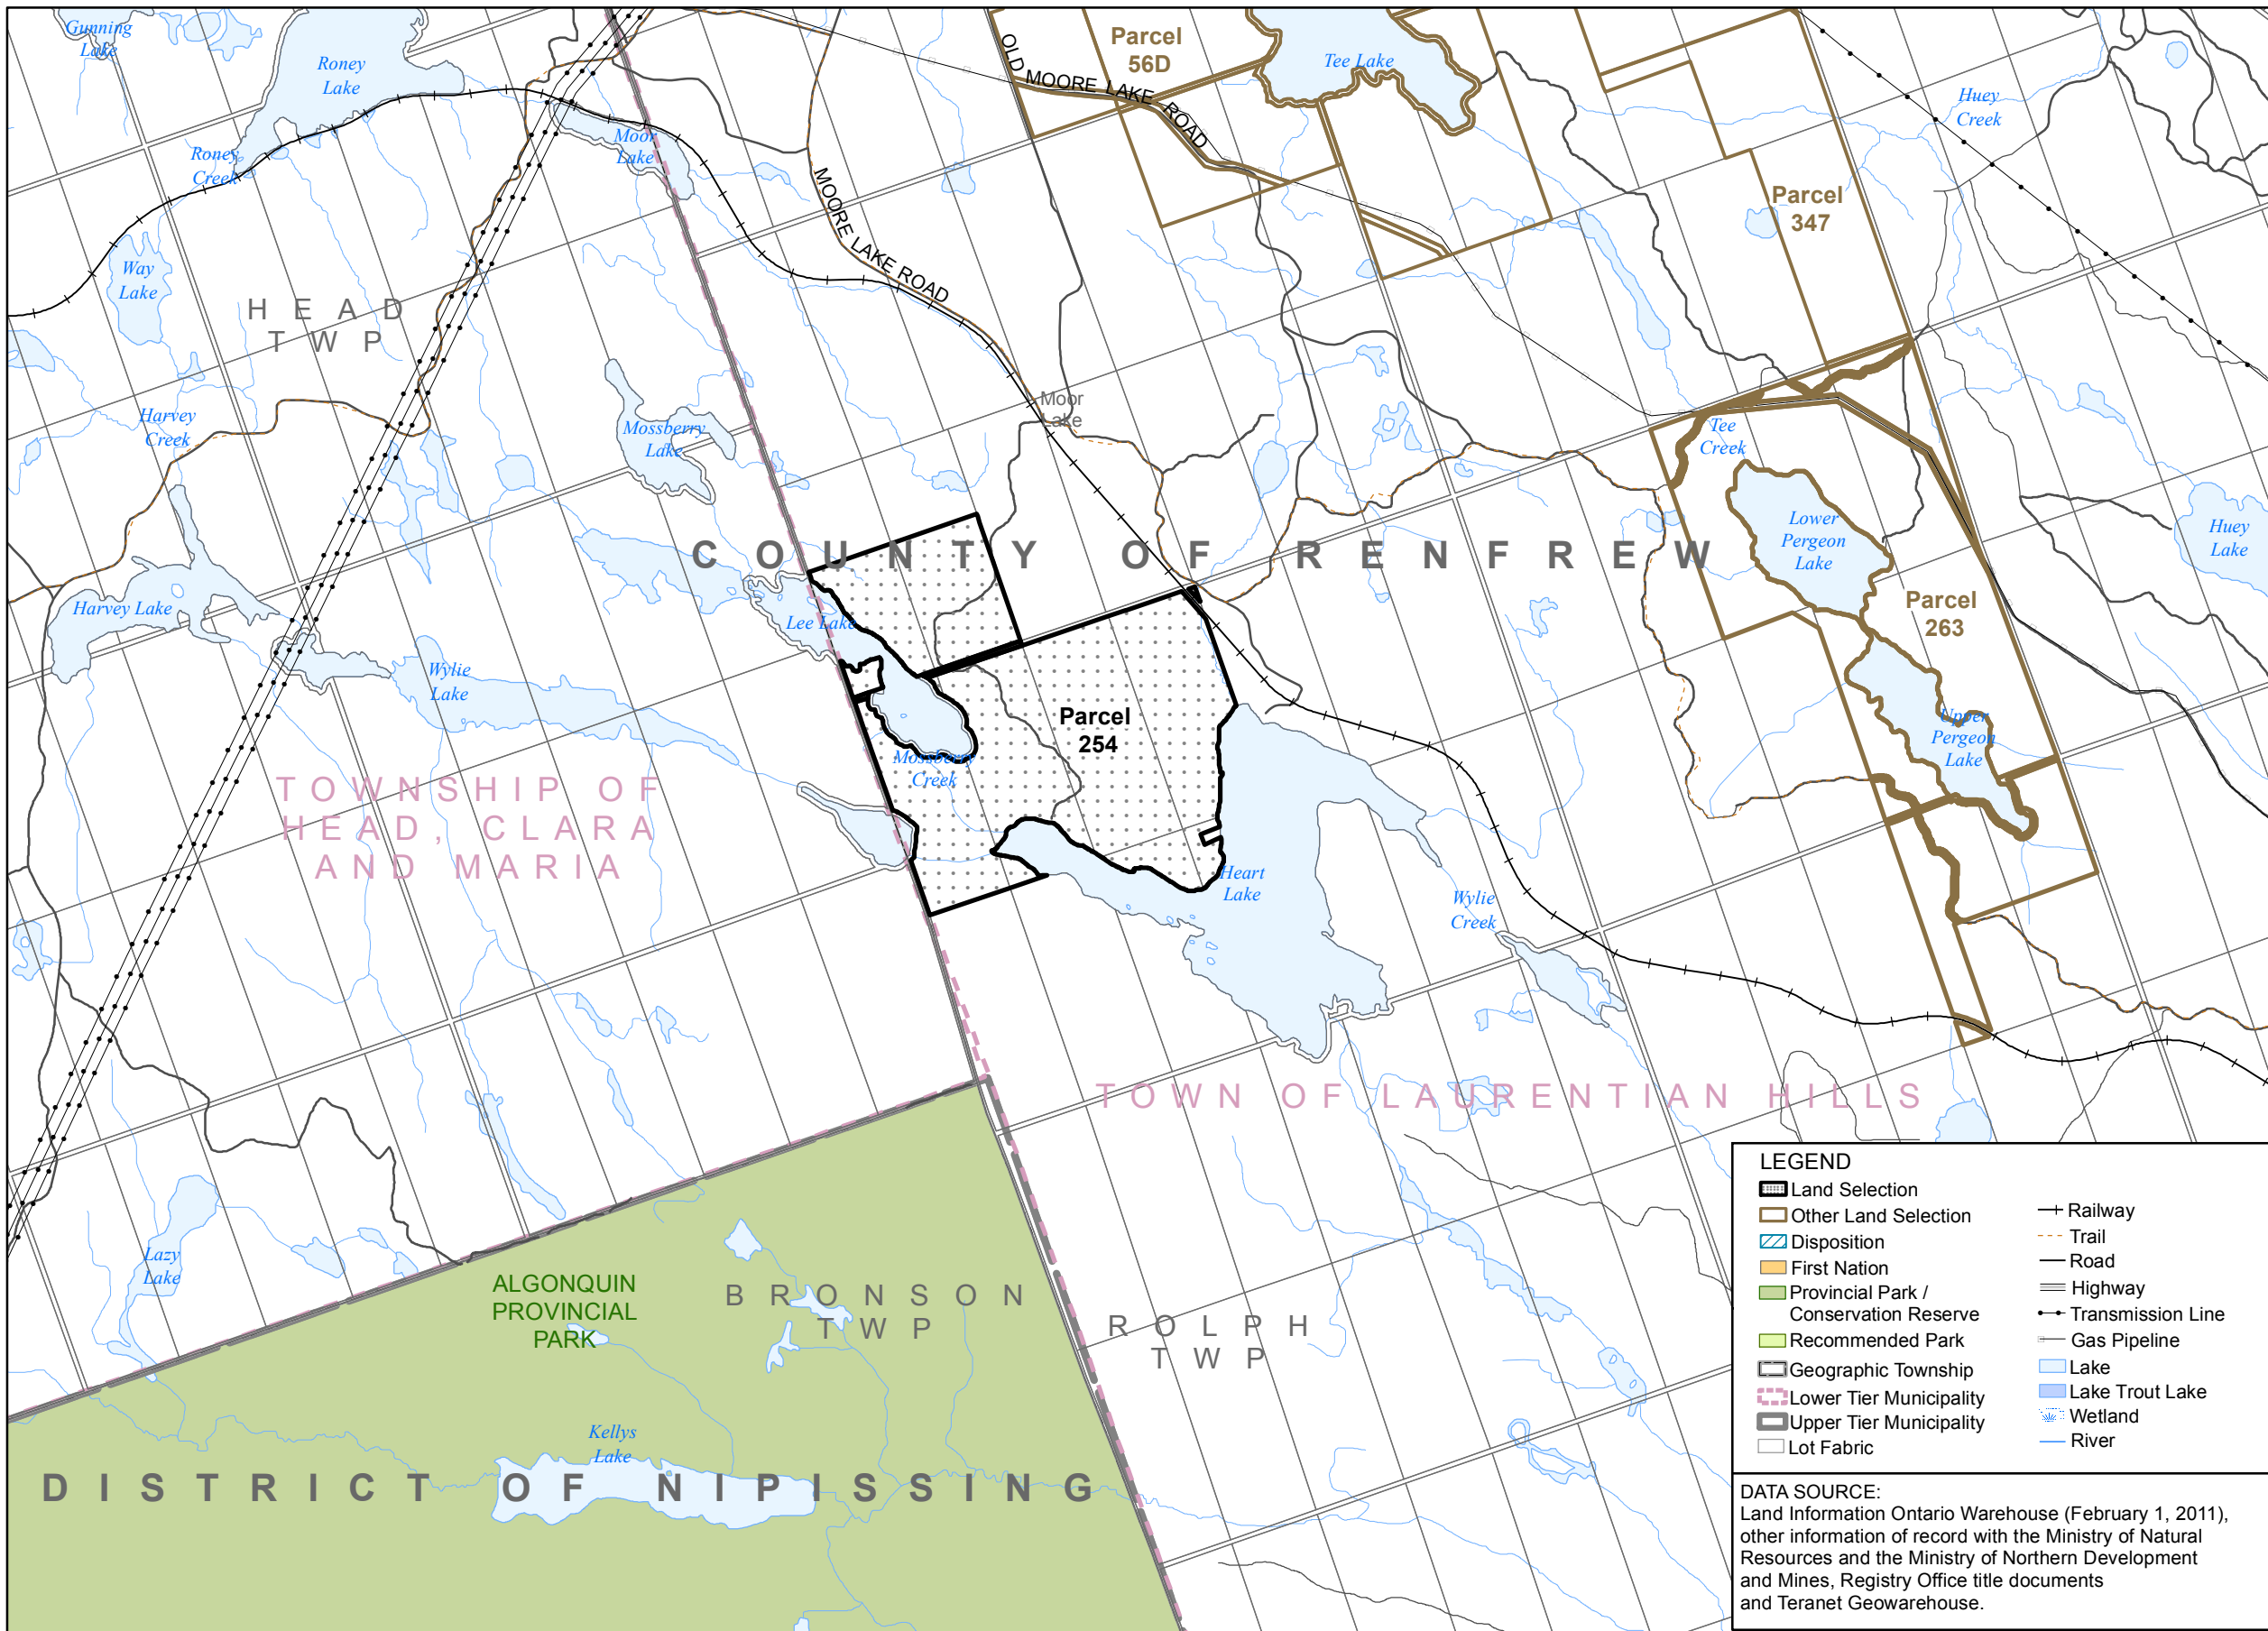 Gunning
Lake
Roney
Lake
Roney
Creek
Moor
Lake
OLD MOORE LAKE ROAD
Parcel
56D
Tee Lake
Huey
Creek
Parcel
347
MOORE LAKE ROAD
Way
Lake
HEAD
TWP
Harvey
Creek
Mossberry
Lake
Moor
Lake
Tee
Creek
Lower
Pergeon
Lake
Huey
Lake
COUNTY OF RENFREW
Harvey Lake
Lee Lake
Parcel
263
Wylie
Lake
Parcel
254
Upper
Pergeon
Lake
Mossberry
Creek
TOWNSHIP OF
HEAD, CLARA
AND MARIA
Heart
Lake
Wylie
Creek
TOWN OF LAURENTIAN HILLS
Lazy
Lake
ALGONQUIN
PROVINCIAL
PARK
BRONSON
TWP
ROLPH
TWP
Kellys
Lake
DISTRICT OF NIPISSING
LEGEND
Land Selection
Other Land Selection
Disposition
First Nation
Provincial Park /
Conservation Reserve
Recommended Park
Geographic Township
Lower Tier Municipality
Upper Tier Municipality
Lot Fabric
Railway
Trail
Road
Highway
Transmission Line
Gas Pipeline
Lake
Lake Trout Lake
Wetland
River
DATA SOURCE:
Land Information Ontario Warehouse (February 1, 2011),
other information of record with the Ministry of Natural
Resources and the Ministry of Northern Development
and Mines, Registry Office title documents
and Teranet Geowarehouse.